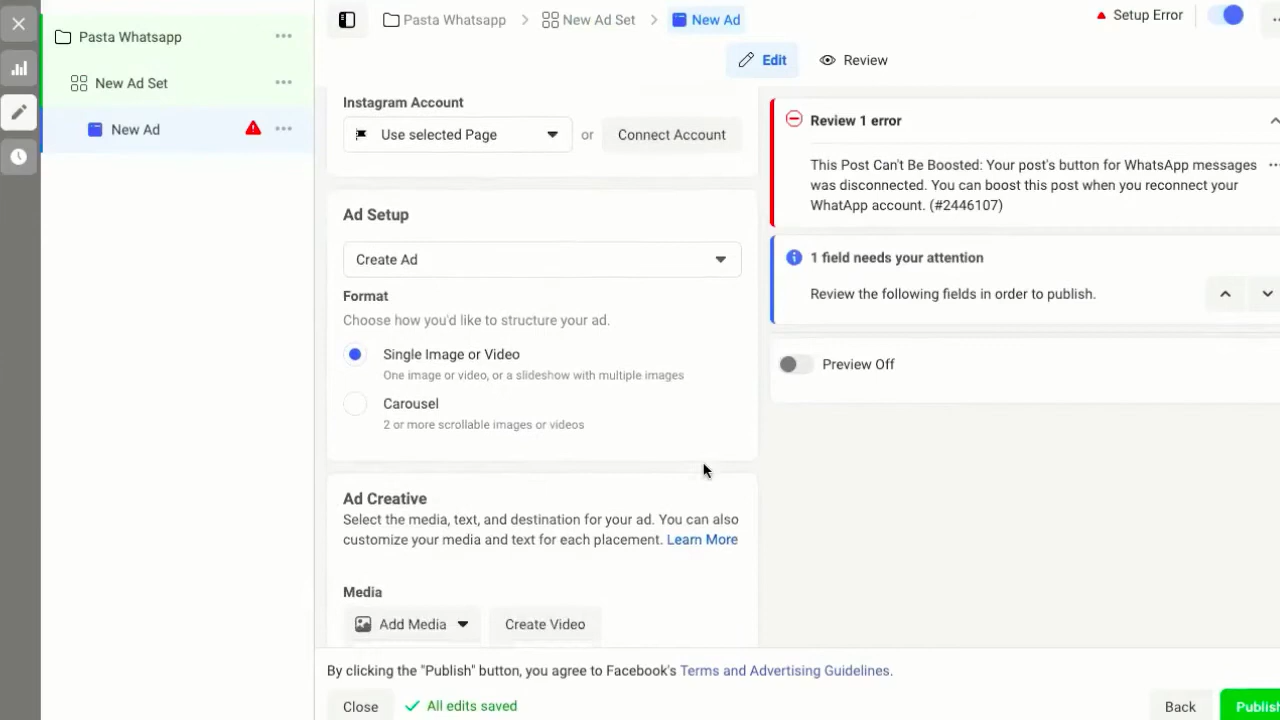 Pasta Whatsapp
New Ad Set
New Ad
Pasta Whatsapp
New Ad Set
New Ad
Setup Error
Edit
Review
Instagram Account
Use selected Page
or
Connect Account
Ad Setup
Create Ad
Format
Choose how you'd like to structure your ad.
Single Image or Video
One image or video, or a slideshow with multiple images
Carousel
2 or more scrollable images or videos
Ad Creative
Select the media, text, and destination for your ad. You can also
customize your media and text for each placement. Learn More
Media
Add Media
Create Video
Review 1 error
This Post Can't Be Boosted: Your post's button for WhatsApp messages
was disconnected. You can boost this post when you reconnect your
WhatApp account. (#2446107)
1 field needs your attention
Review the following fields in order to publish.
Preview Off
By clicking the "Publish" button, you agree to Facebook's Terms and Advertising Guidelines.
Close
All edits saved
Back
Publish